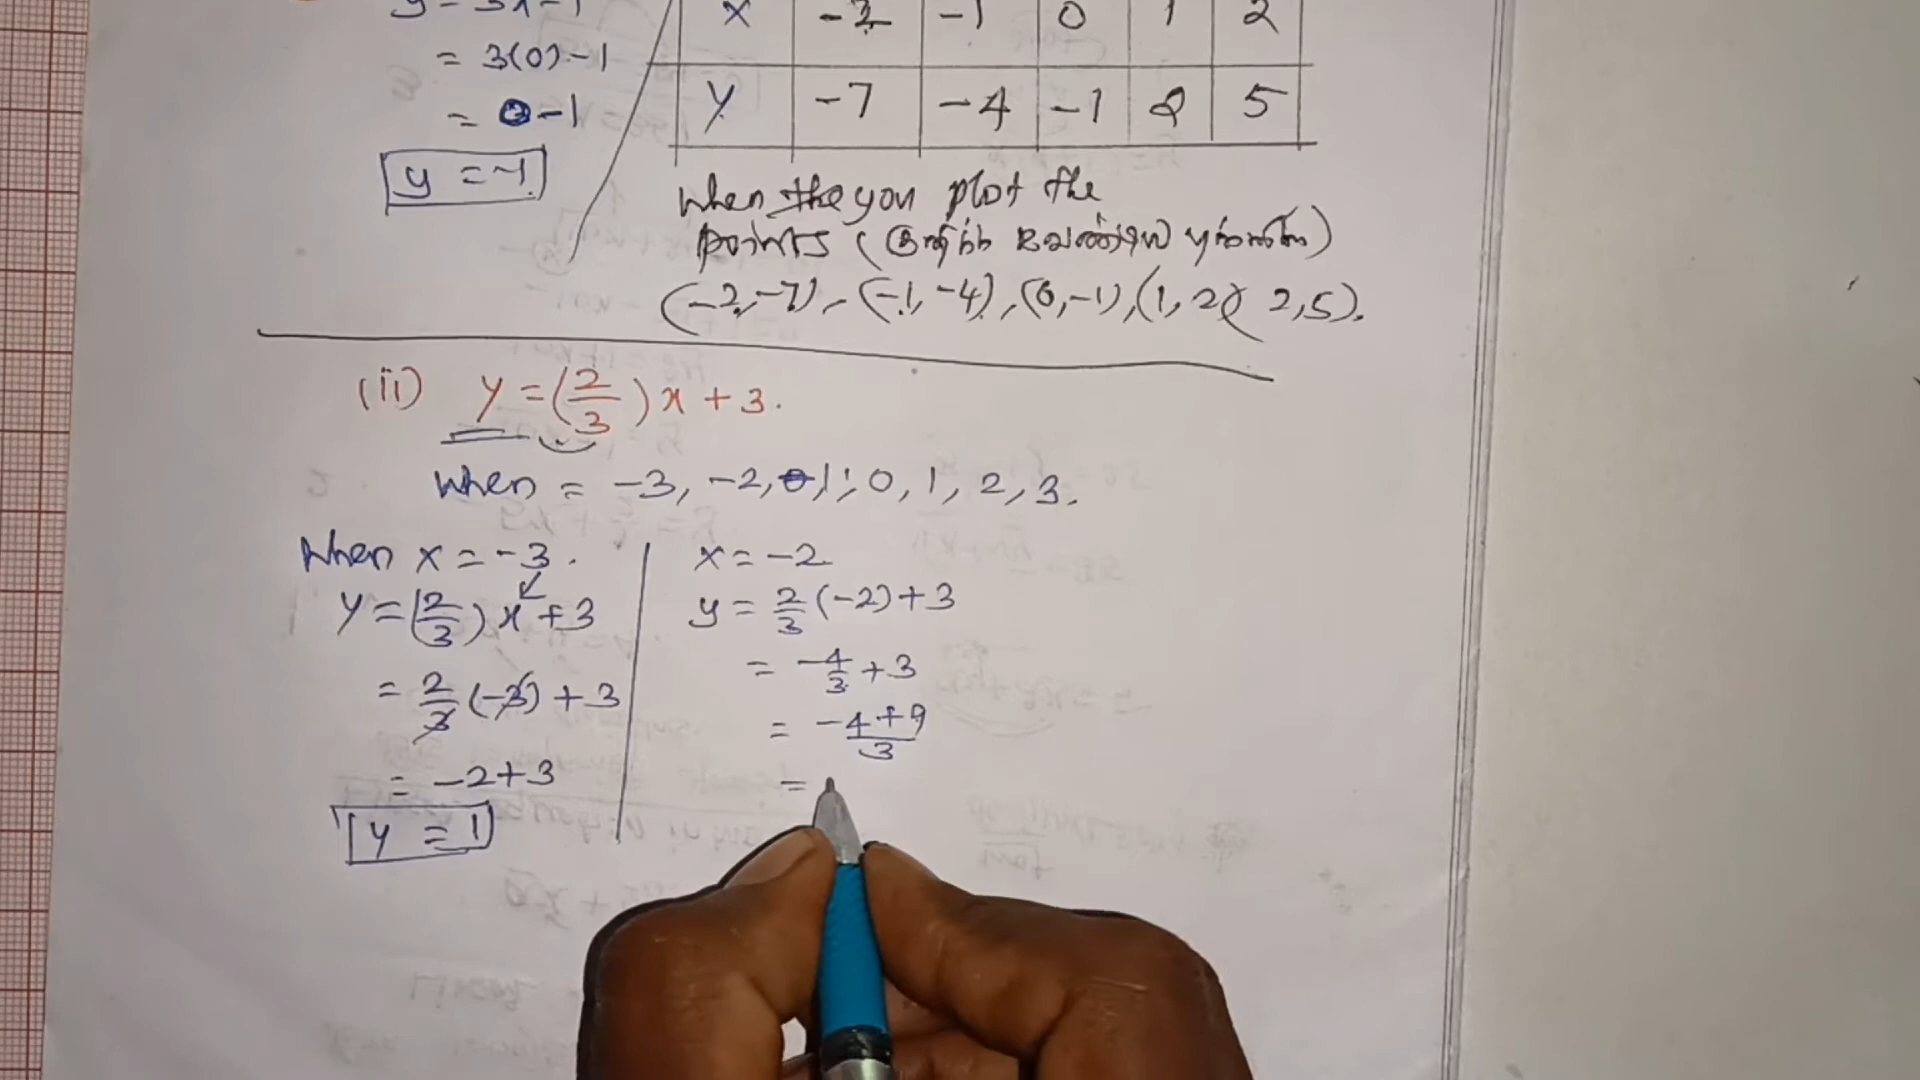 y = 3x-1
= 3(0)-1
= 0-1
y = -1
x -2 -1 0 1 2
y -7 -4 -1 2 5
When the you plot the
points (குறிக்க வேண்டிய புள்ளிகள்)
(-2,-7), (-1,-4), (0,-1), (1,2)( 2,5).
(ii) y = (2/3)x + 3.
When = -3, -2, 0, 1, 2, 3.
When x = -3.
y = (2/3)x + 3
= 2/3 (-3) + 3
= -2+3
y = 1
x = -2
y = 2/3 (-2) + 3
= -4/3 + 3
= -4+9/3
=